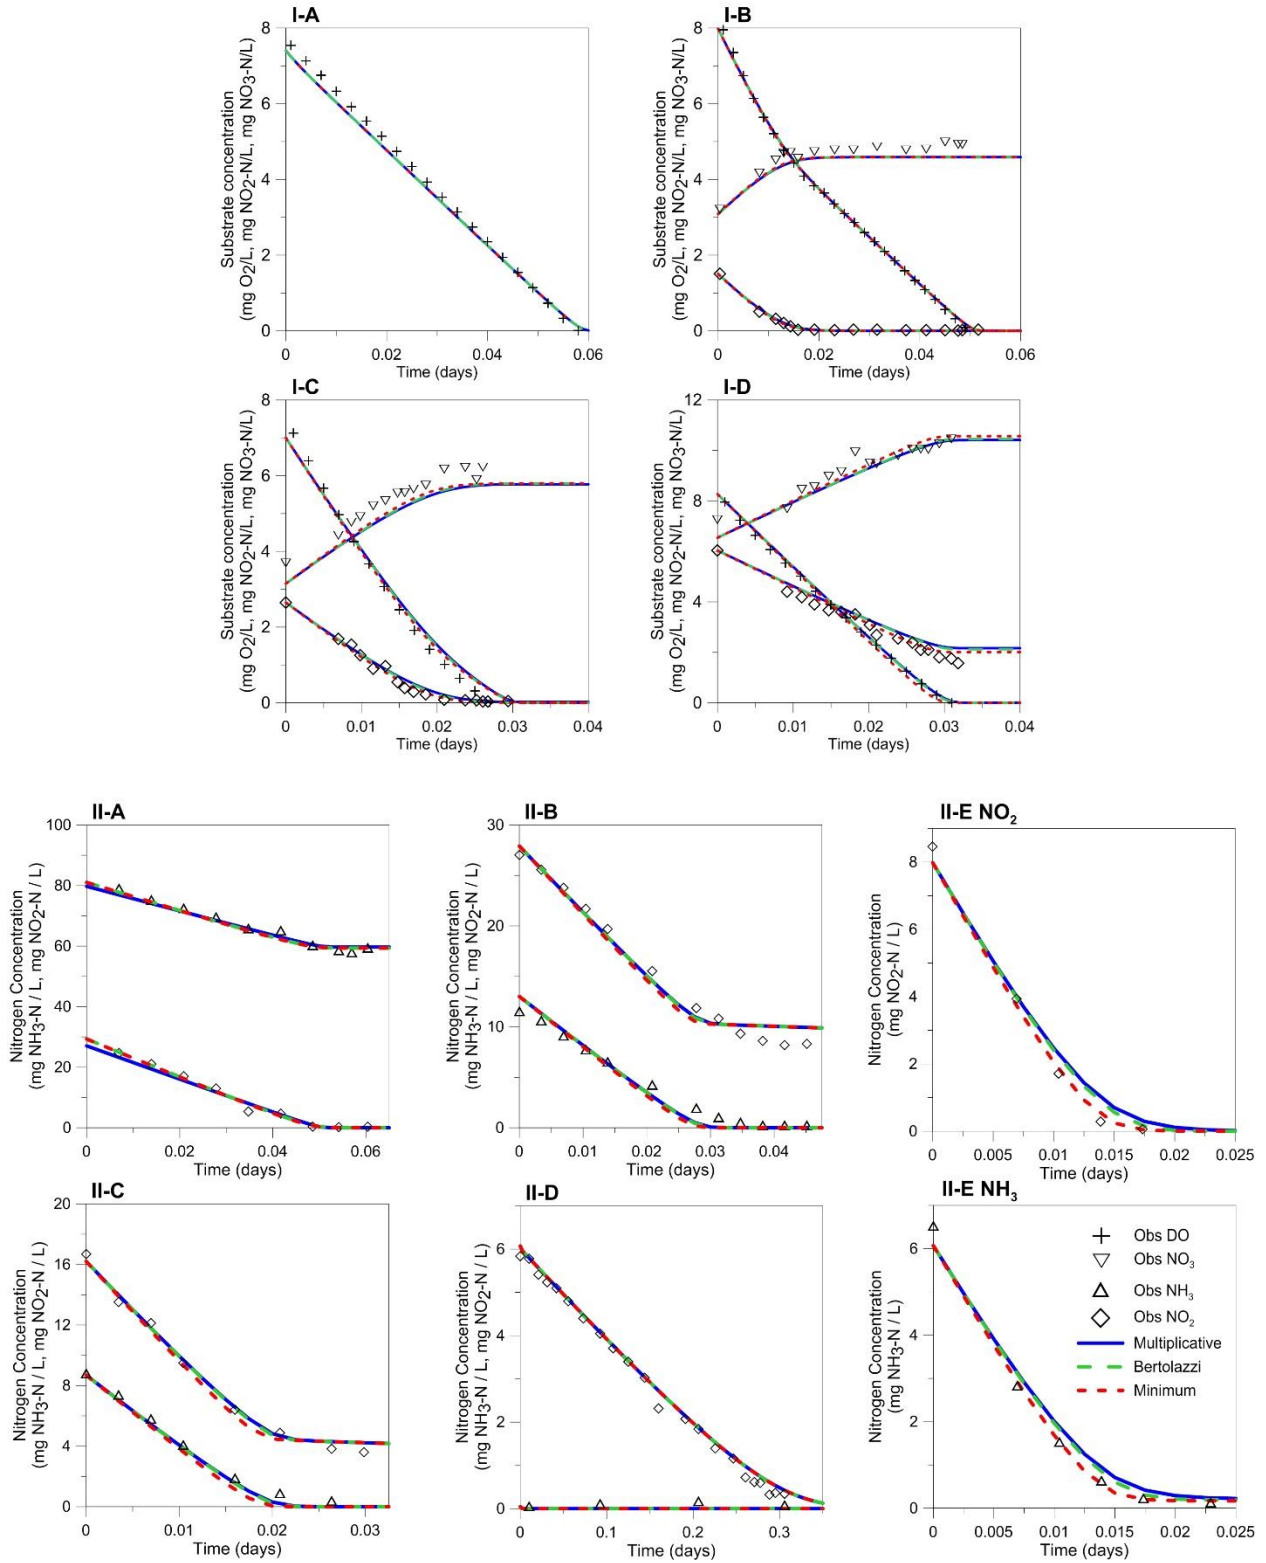 I-A
Substrate concentration
(mg O2/L, mg NO2-N/L, mg NO3-N/L)
8
6
4
2
0
0
0.02
0.04
0.06
Time (days)
I-B
Substrate concentration
(mg O2/L, mg NO2-N/L, mg NO3-N/L)
8
6
4
2
0
0
0.02
0.04
0.06
Time (days)
I-C
Substrate concentration
(mg O2/L, mg NO2-N/L, mg NO3-N/L)
8
6
4
2
0
0
0.01
0.02
0.03
0.04
Time (days)
I-D
Substrate concentration
(mg O2/L, mg NO2-N/L, mg NO3-N/L)
12
8
4
0
0
0.01
0.02
0.03
0.04
Time (days)
II-A
Nitrogen Concentration
(mg NH3-N / L, mg NO2-N / L)
100
80
60
40
20
0
0
0.02
0.04
0.06
Time (days)
II-B
Nitrogen Concentration
(mg NH3-N / L, mg NO2-N / L)
30
20
10
0
0
0.01
0.02
0.03
0.04
Time (days)
II-E NO2
Nitrogen Concentration
(mg NO2-N / L)
8
6
4
2
0
0
0.005
0.01
0.015
0.02
0.025
Time (days)
II-C
Nitrogen Concentration
(mg NH3-N / L, mg NO2-N / L)
20
16
12
8
4
0
0
0.01
0.02
0.03
Time (days)
II-D
Nitrogen Concentration
(mg NH3-N / L, mg NO2-N / L)
6
4
2
0
0
0.1
0.2
0.3
Time (days)
II-E NH3
Nitrogen Concentration
(mg NH3-N / L)
6
4
2
0
0
0.005
0.01
0.015
0.02
0.025
Time (days)
Obs DO
Obs NO3
Obs NH3
Obs NO2
Multiplicative
Bertolazzi
Minimum